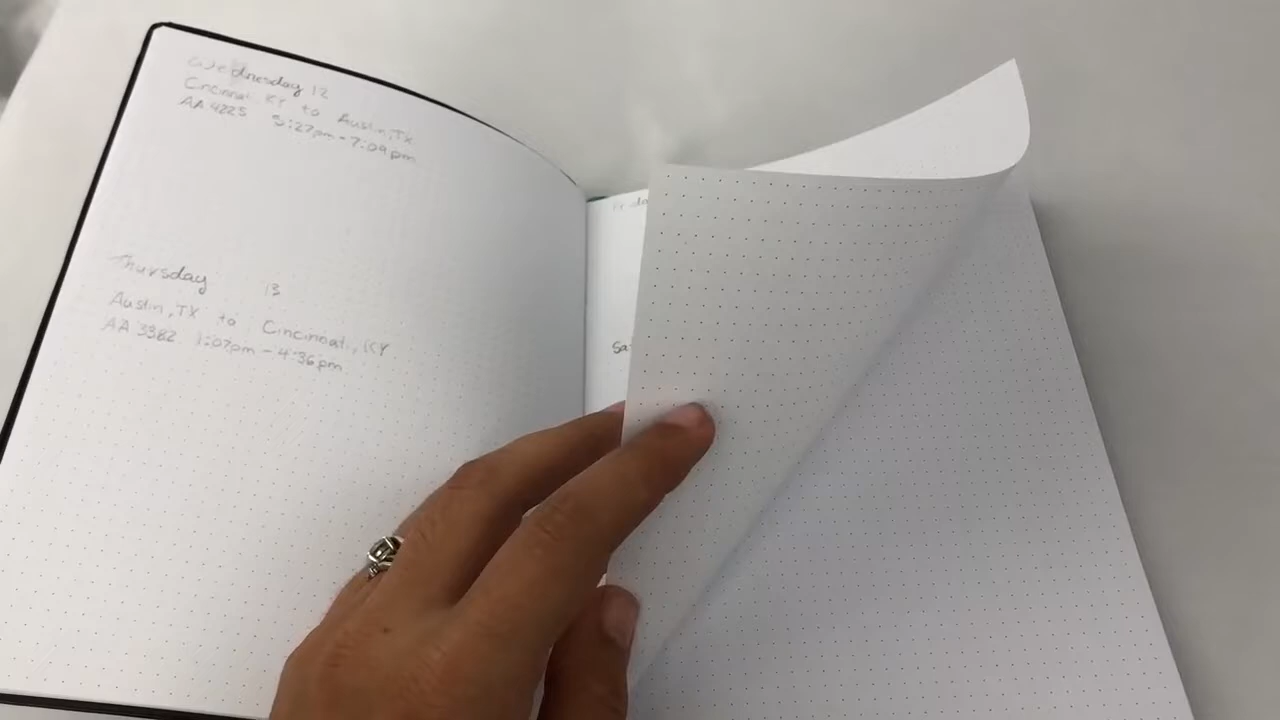 Wednesday 12
Cincinnati, KY to Austin, TX
AA 4225 5:27pm - 7:09pm
Thursday 13
Austin, TX to Cincinnati, KY
AA 3382 1:07pm - 4:36pm